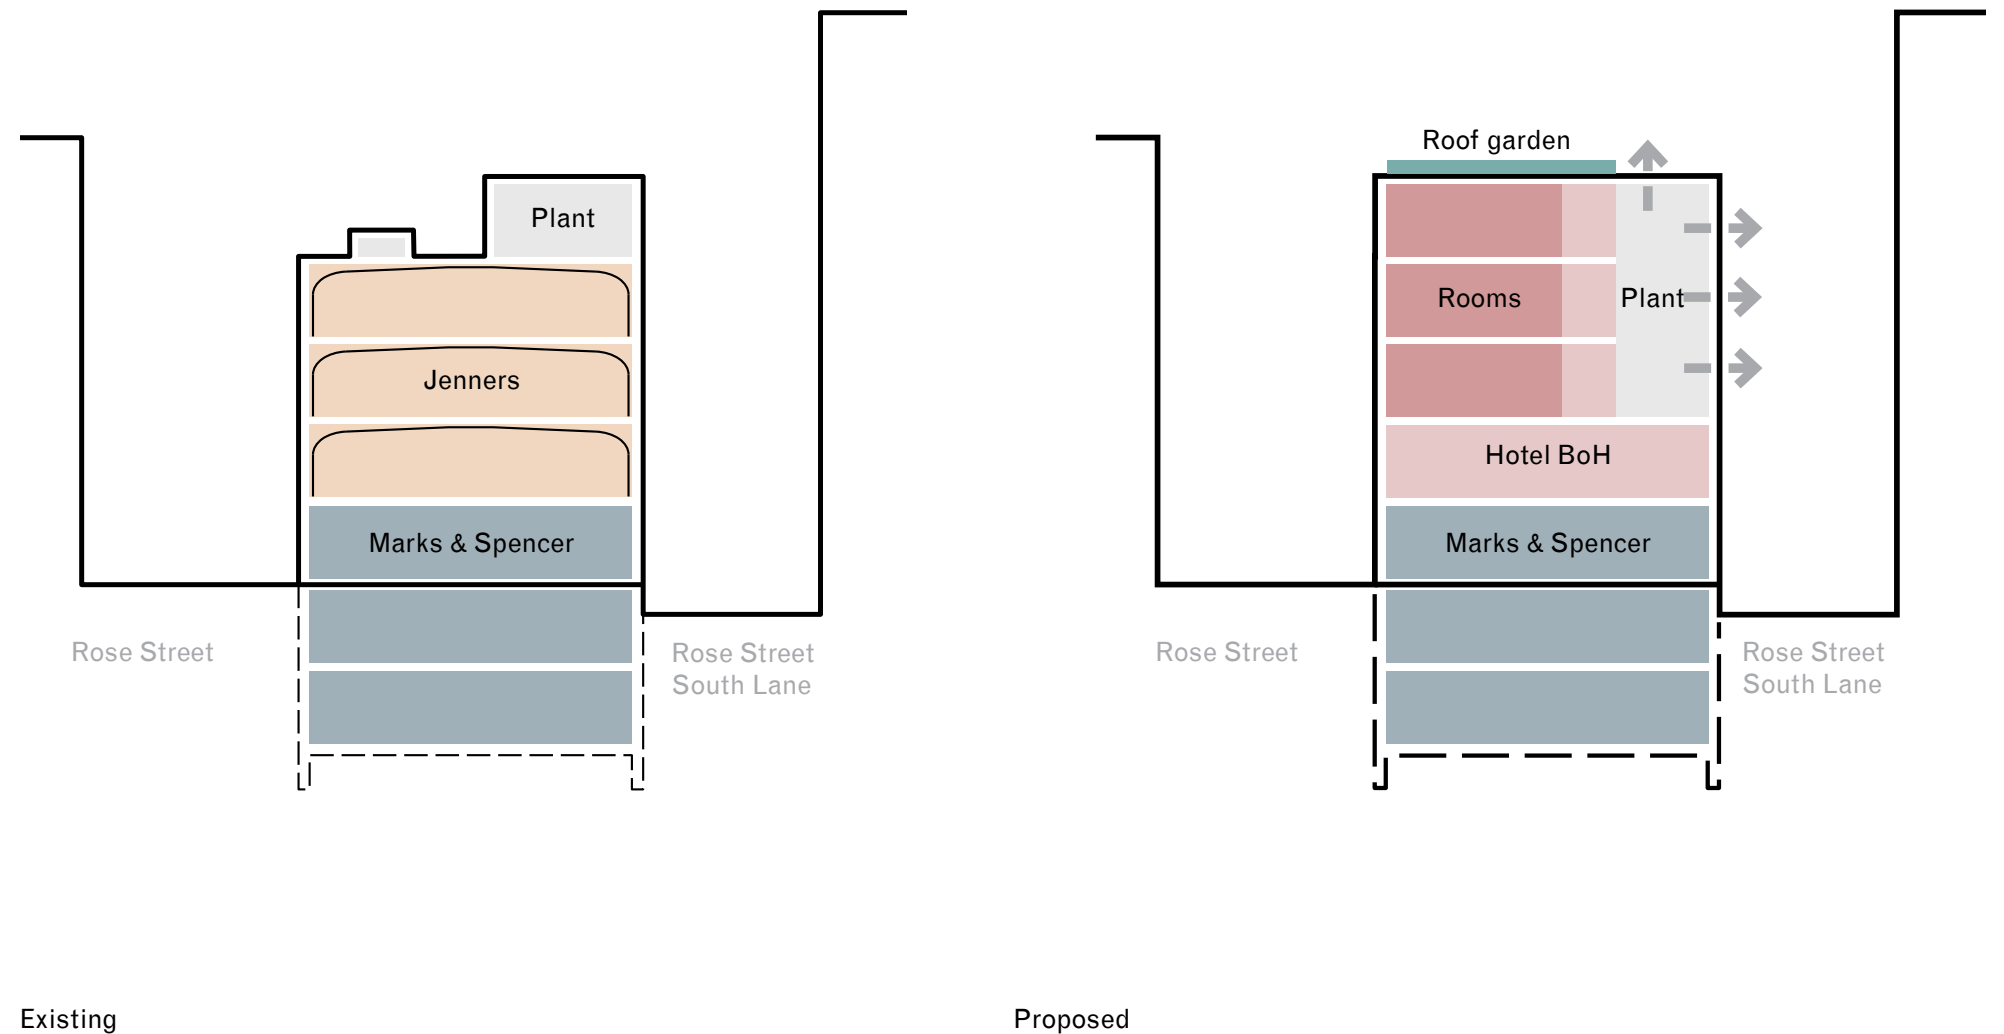 Plant
Jenners
Marks & Spencer
Rose Street
Rose Street
South Lane
Existing
Roof garden
Rooms
Plant
Hotel BoH
Marks & Spencer
Rose Street
Rose Street
South Lane
Proposed